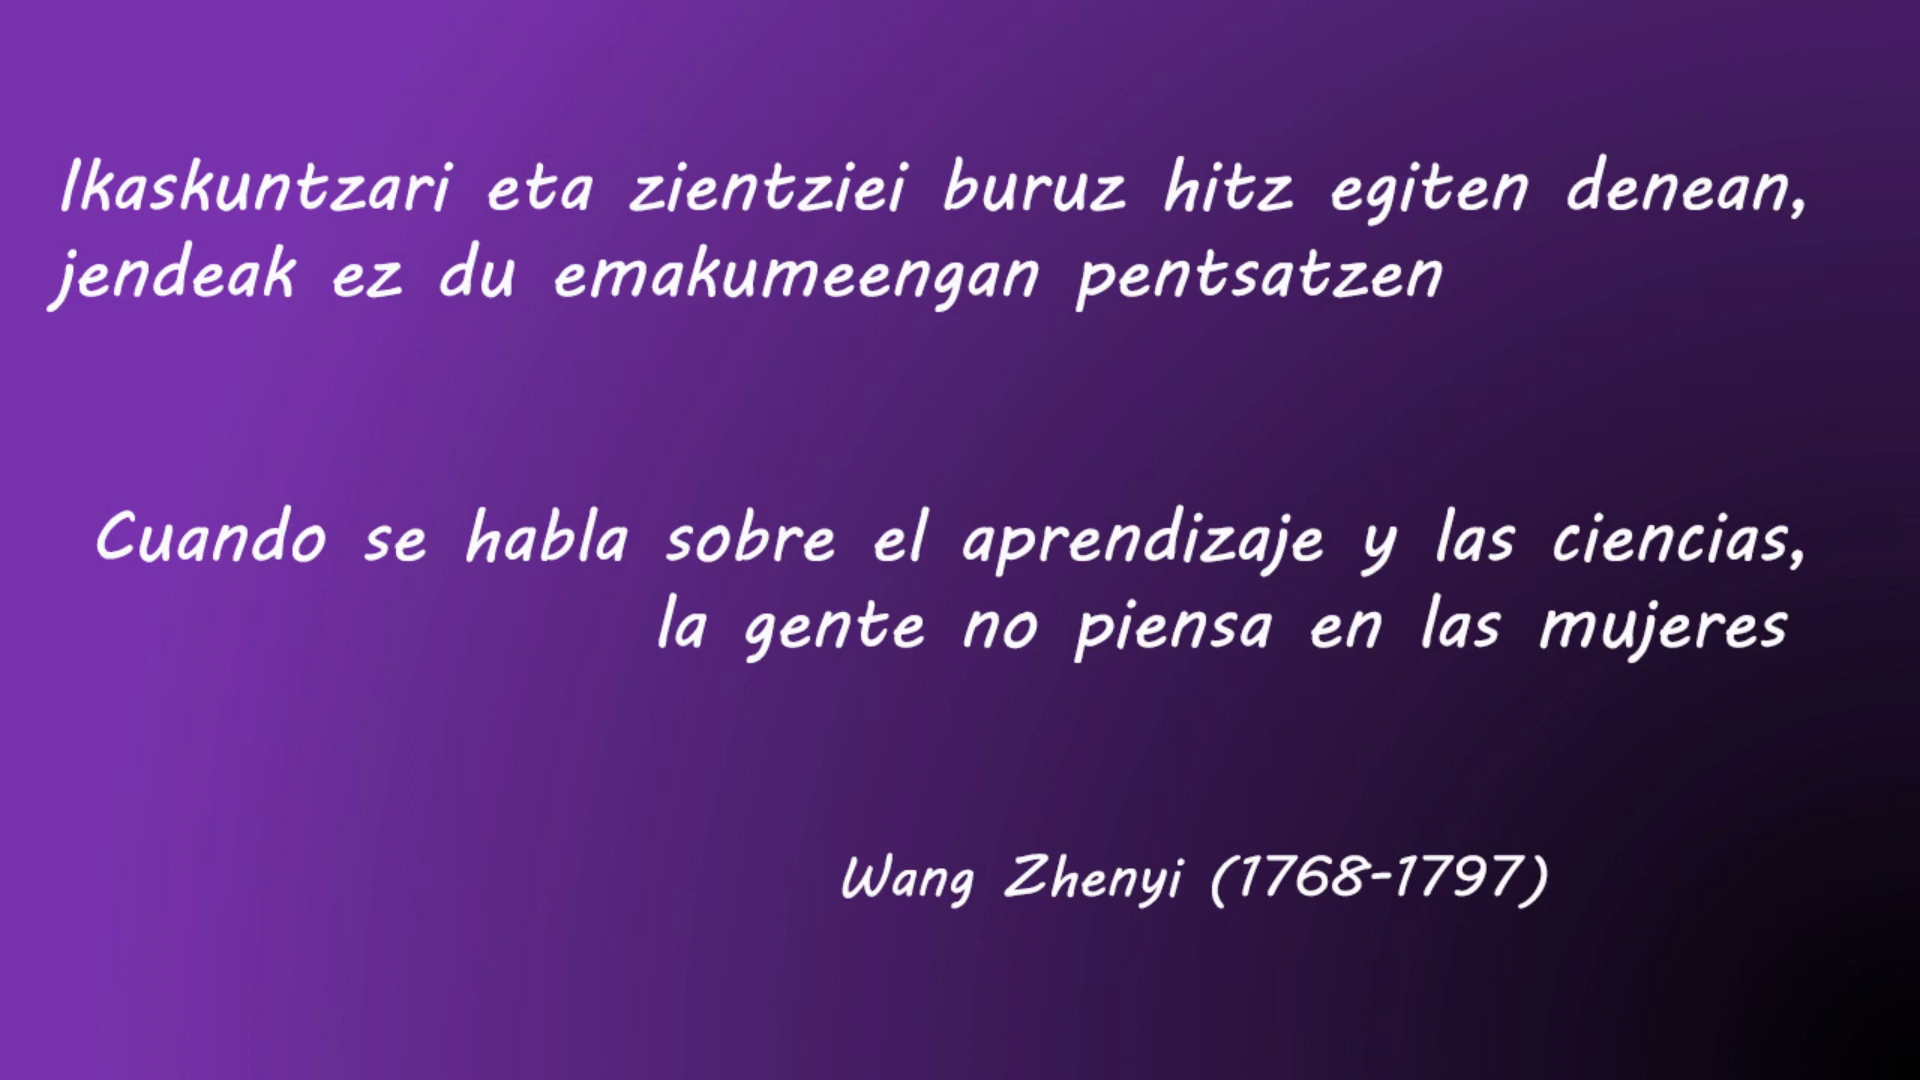 Ikaskuntzari eta zientziei buruz hitz egiten denean,
jendeak ez du emakumeengan pentsatzen
Cuando se habla sobre el aprendizaje y las ciencias,
la gente no piensa en las mujeres
Wang Zhenyi (1768-1797)